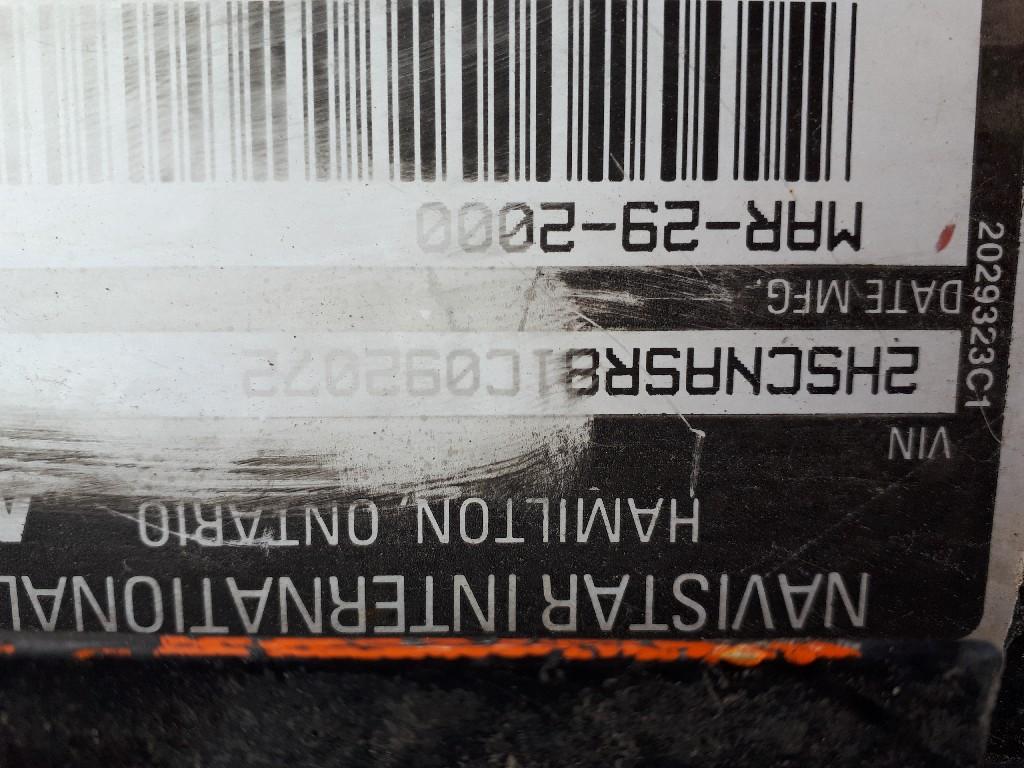 NAVISTAR INTERNATIONAL
HAMILTON, ONTARIO
VIN
2HSCNASR81C092072
DATE MFG.
MAR-29-2000
2029323C1